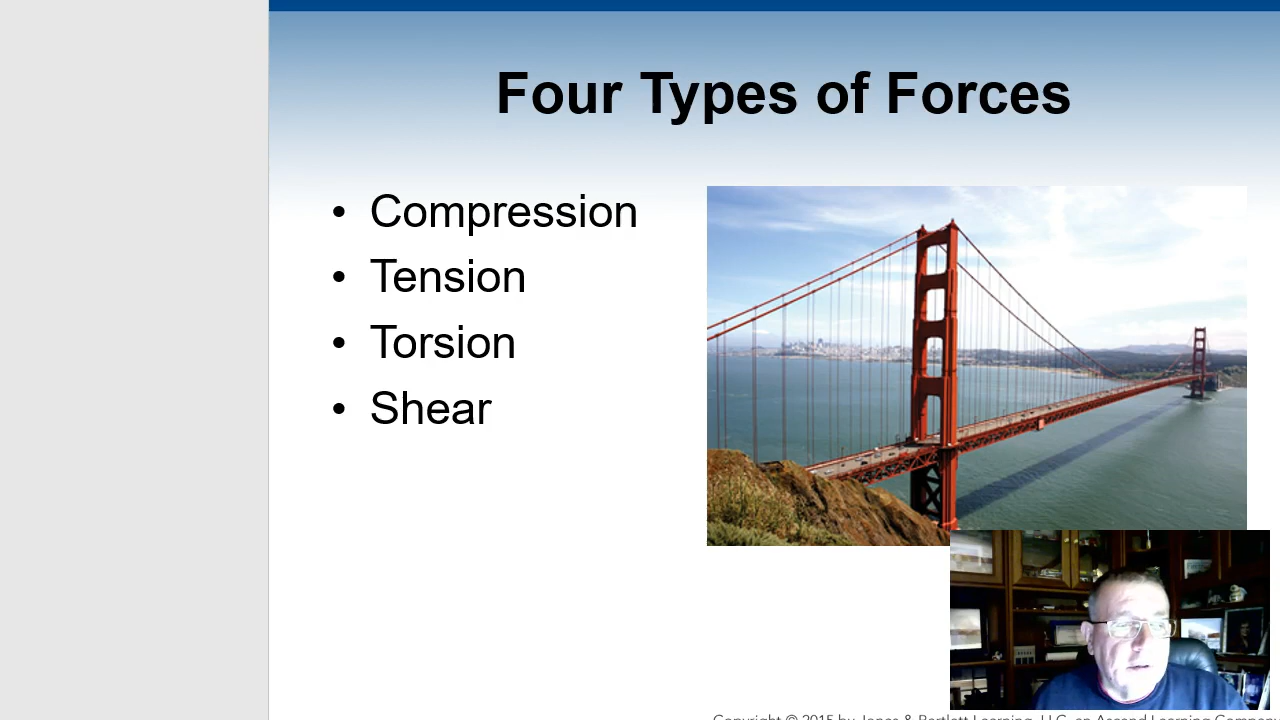 Four Types of Forces
• Compression
• Tension
• Torsion
• Shear
Copyright © 2015 by Jones & Bartlett Learning, LLC, an Ascend Learning Company